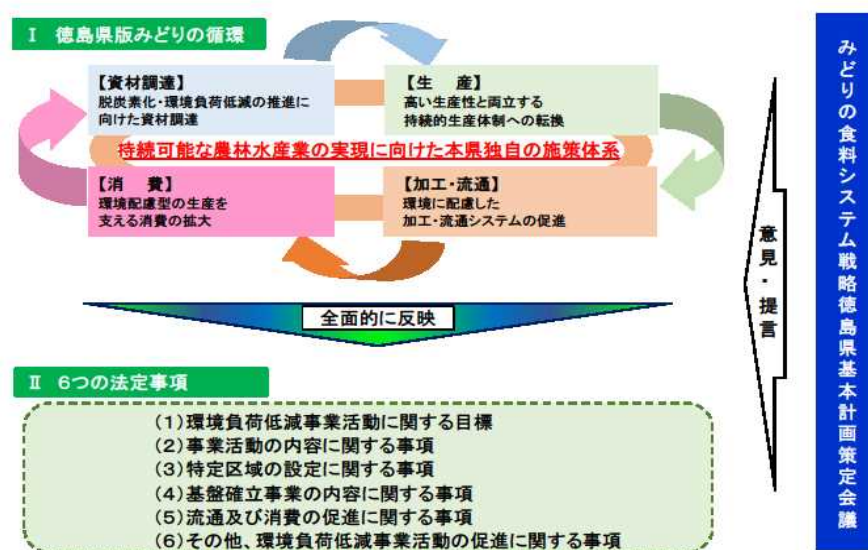 Ⅰ 徳島県版みどりの循環
【資材調達】
脱炭素化・環境負荷低減の推進に
向けた資材調達
【生 産】
高い生産性と両立する
持続的生産体制への転換
持続可能な農林水産業の実現に向けた本県独自の施策体系
【消 費】
環境配慮型の生産を
支える消費の拡大
【加工・流通】
環境に配慮した
加工・流通システムの促進
全面的に反映
Ⅱ 6つの法定事項
(1)環境負荷低減事業活動に関する目標
(2)事業活動の内容に関する事項
(3)特定区域の設定に関する事項
(4)基盤確立事業の内容に関する事項
(5)流通及び消費の促進に関する事項
(6)その他、環境負荷低減事業活動の促進に関する事項
意見・提言
みどりの食料システム戦略徳島県基本計画策定会議